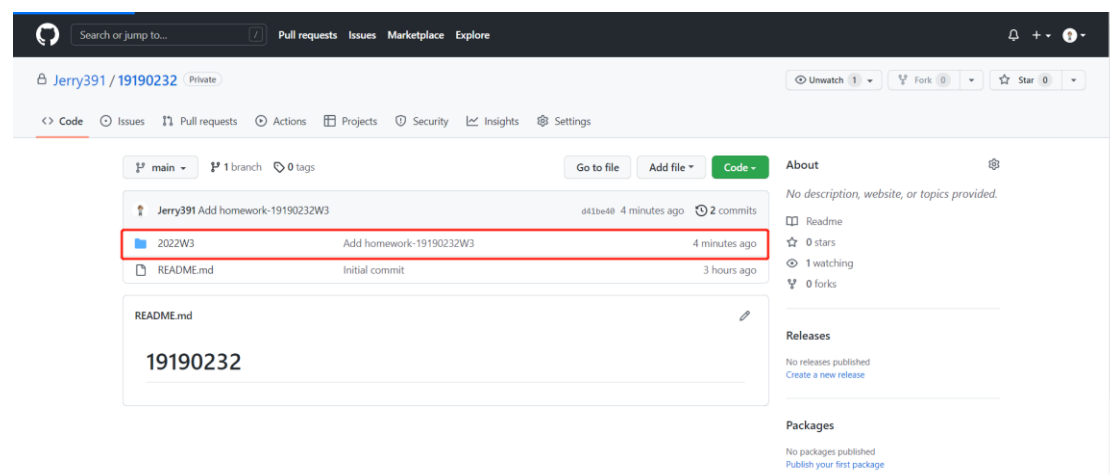 Search or jump to... / Pull requests Issues Marketplace Explore
Jerry391 / 19190232 Private Unwatch 1 Fork 0 Star 0
<> Code Issues Pull requests Actions Projects Security Insights Settings
main 1 branch 0 tags Go to file Add file Code
Jerry391 Add homework-19190232W3 d41be40 4 minutes ago 2 commits
2022W3 Add homework-19190232W3 4 minutes ago
README.md Initial commit 3 hours ago
README.md
19190232
About
No description, website, or topics provided.
Readme
0 stars
1 watching
0 forks
Releases
No releases published
Create a new release
Packages
No packages published
Publish your first package